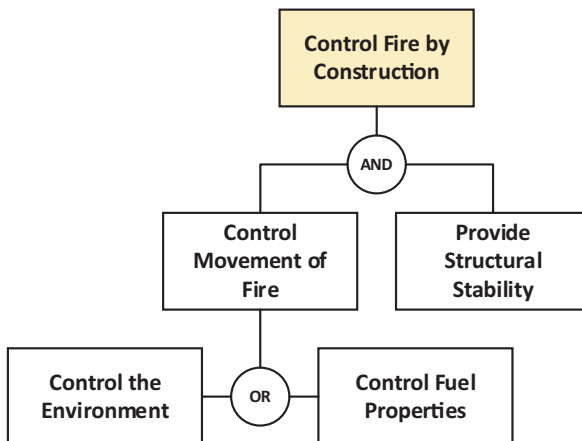 Control Fire by
Construction
AND
Control
Movement of
Fire
Provide
Structural
Stability
Control the
Environment
OR
Control Fuel
Properties